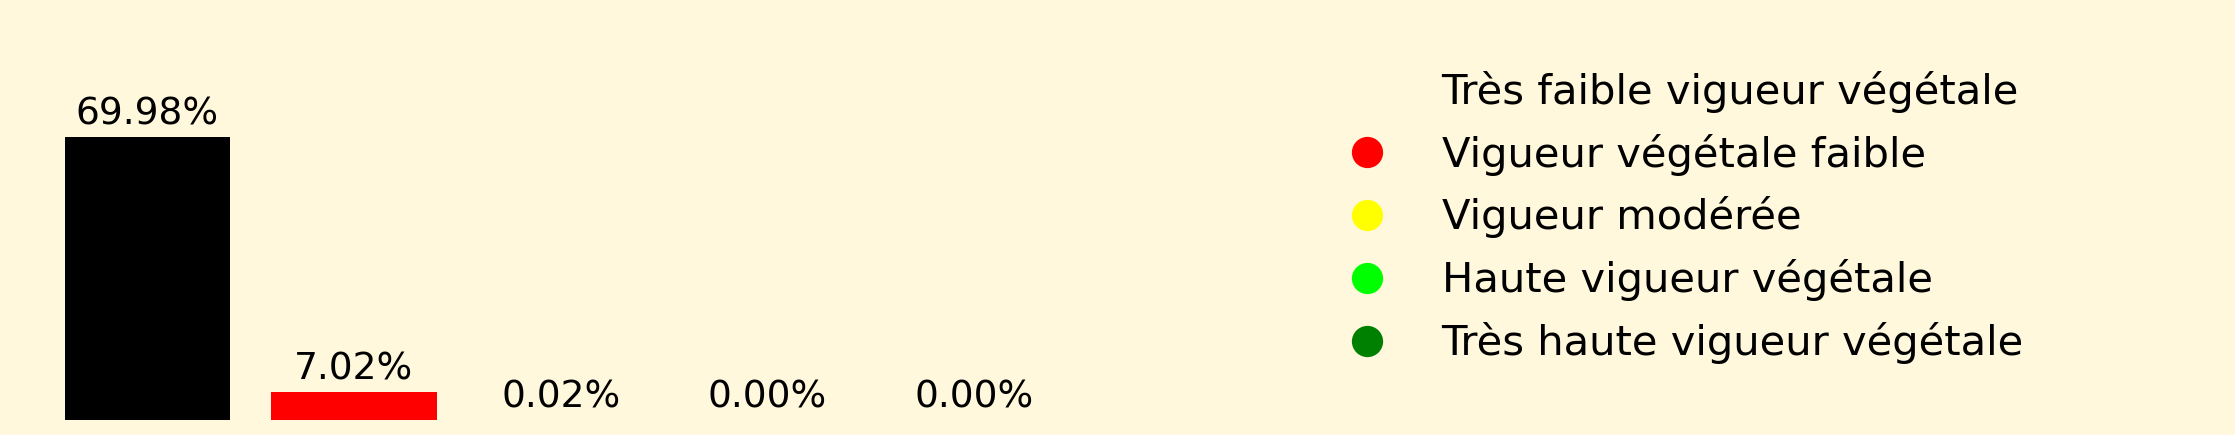 69.98%
7.02%
0.02%
0.00%
0.00%
Très faible vigueur végétale
Vigueur végétale faible
Vigueur modérée
Haute vigueur végétale
Très haute vigueur végétale